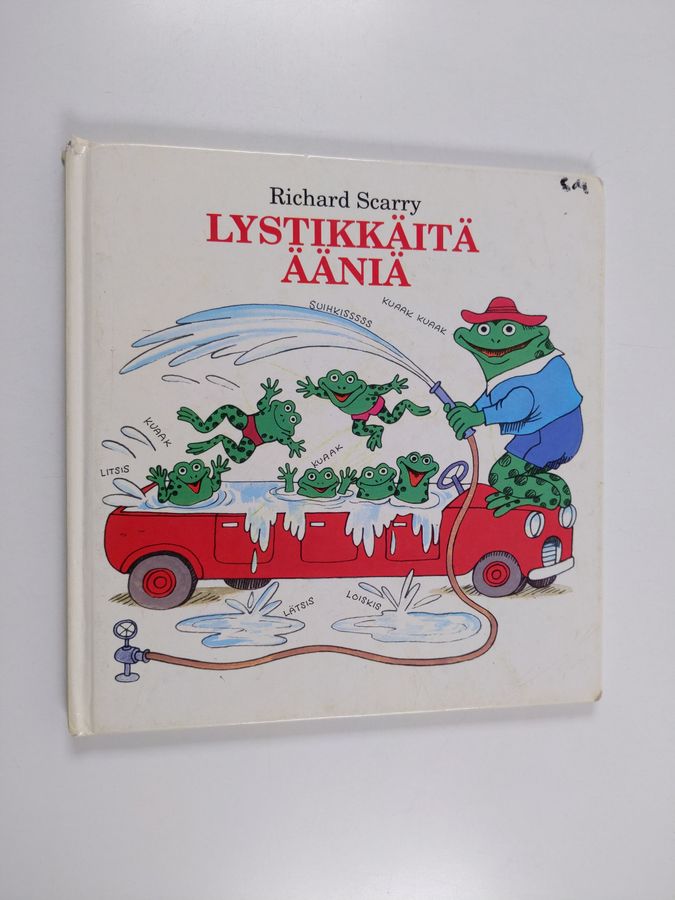 Richard Scarry
LYSTIKKÄITÄ
ÄÄNIÄ
SUIHKISSSSS
KUAAK KUAAK
KUAAK
LITSIS
KUAAK
LÄTSIS
LOISKIS